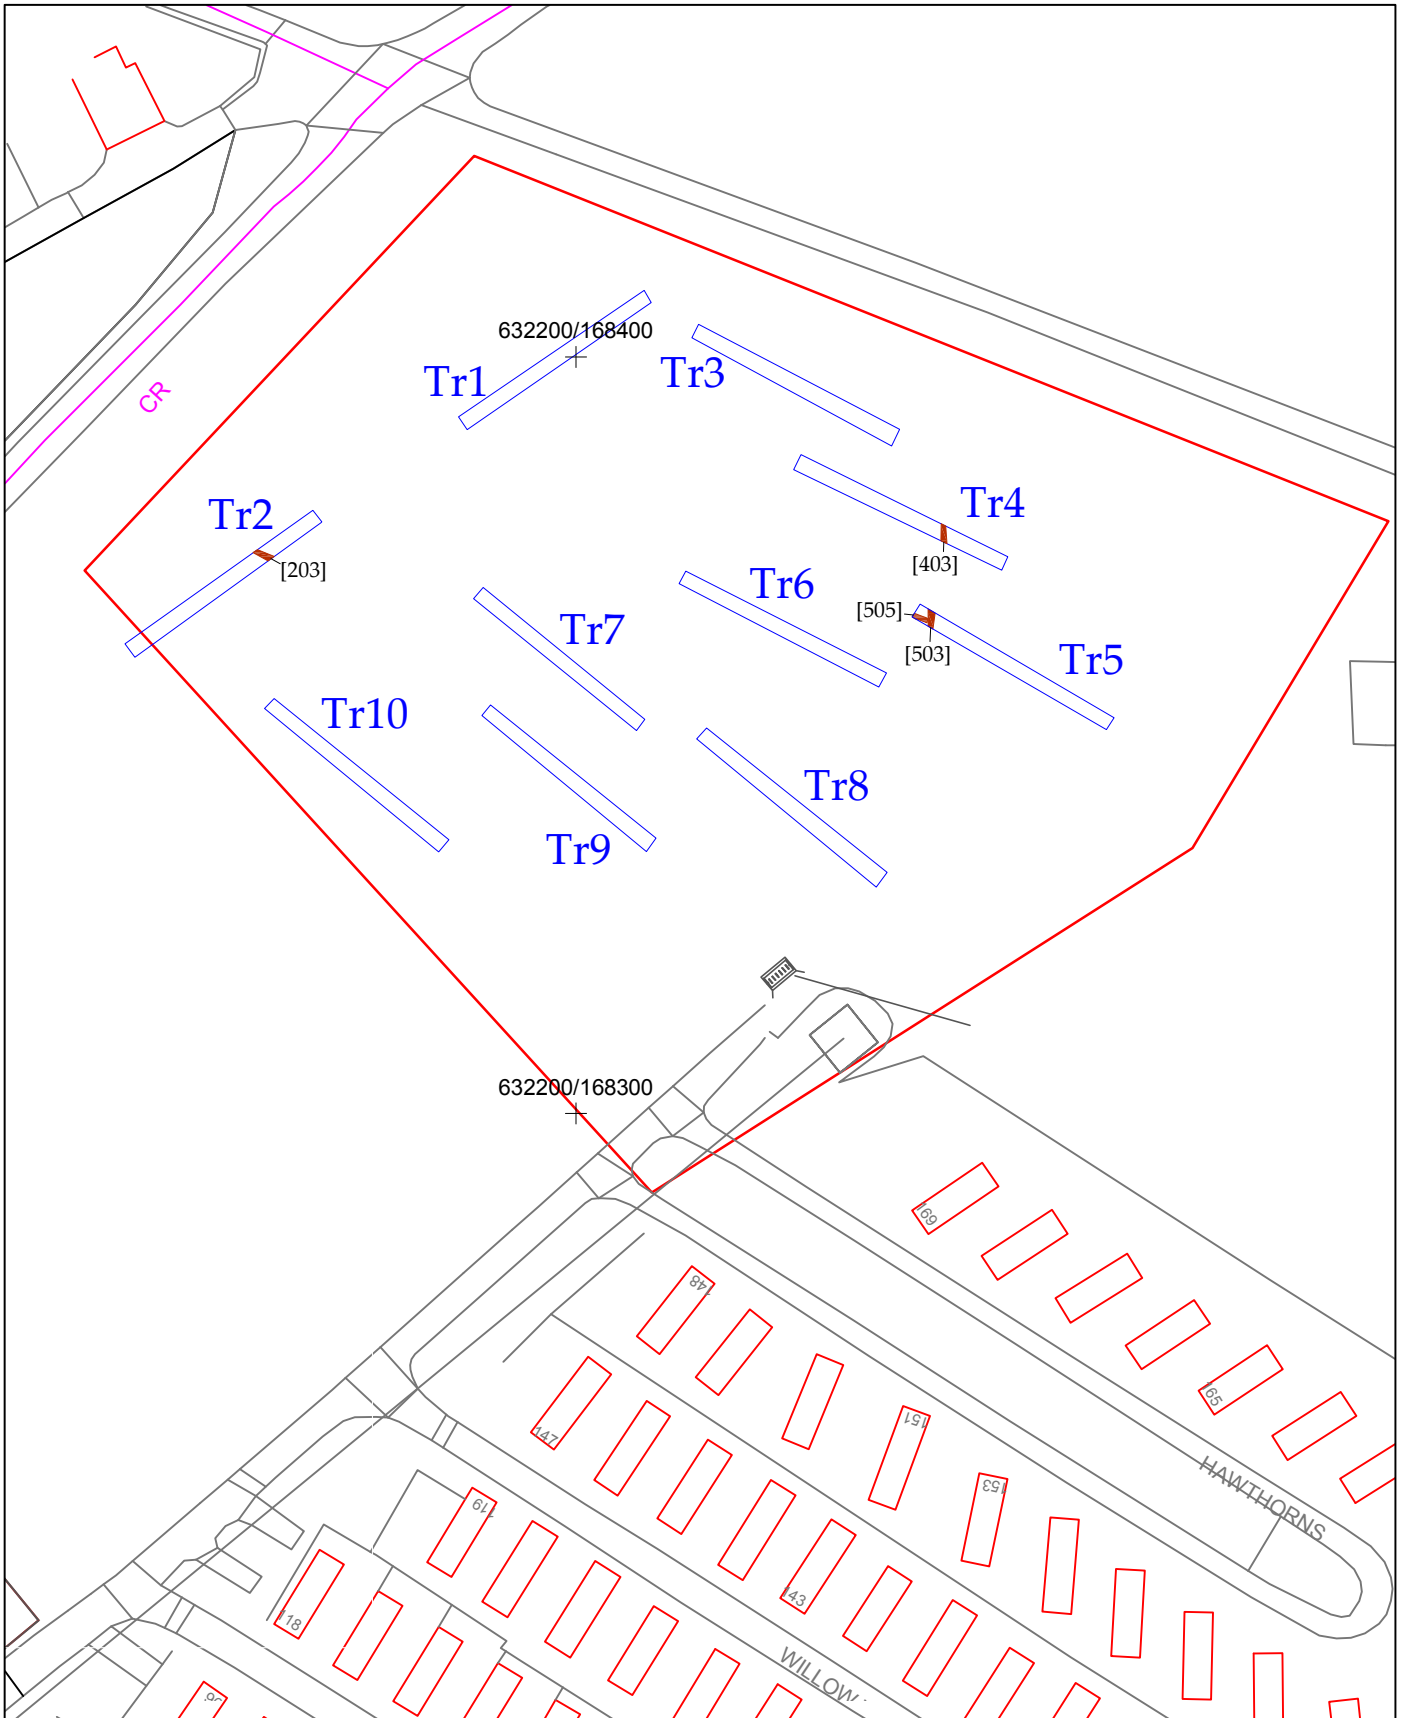 632200/168400
Tr1
Tr3
CR
Tr2
Tr4
[203]
[403]
Tr6
[505]
Tr7
[503]
Tr5
Tr10
Tr8
Tr9
632200/168300
169
148
165
151
147
HAWTHORNS
153
119
143
118
WILLOW